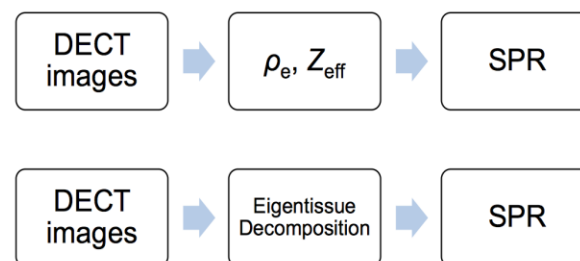 DECT
images
ρe, Zeff
SPR
DECT
images
Eigentissue
Decomposition
SPR